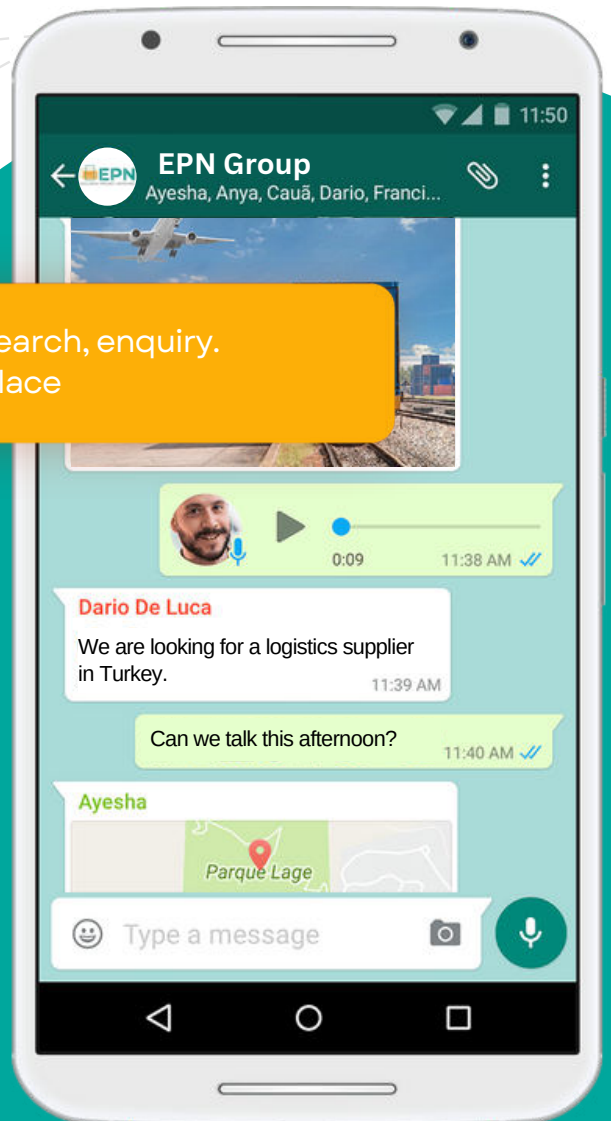 11:50
EPN
EPN Group
Ayesha, Anya, Cauã, Dario, Franci...
earch, enquiry.
lace
0:09
11:38 AM
Dario De Luca
We are looking for a logistics supplier
in Turkey.
11:39 AM
Can we talk this afternoon?
11:40 AM
Ayesha
Parque Lage
Type a message